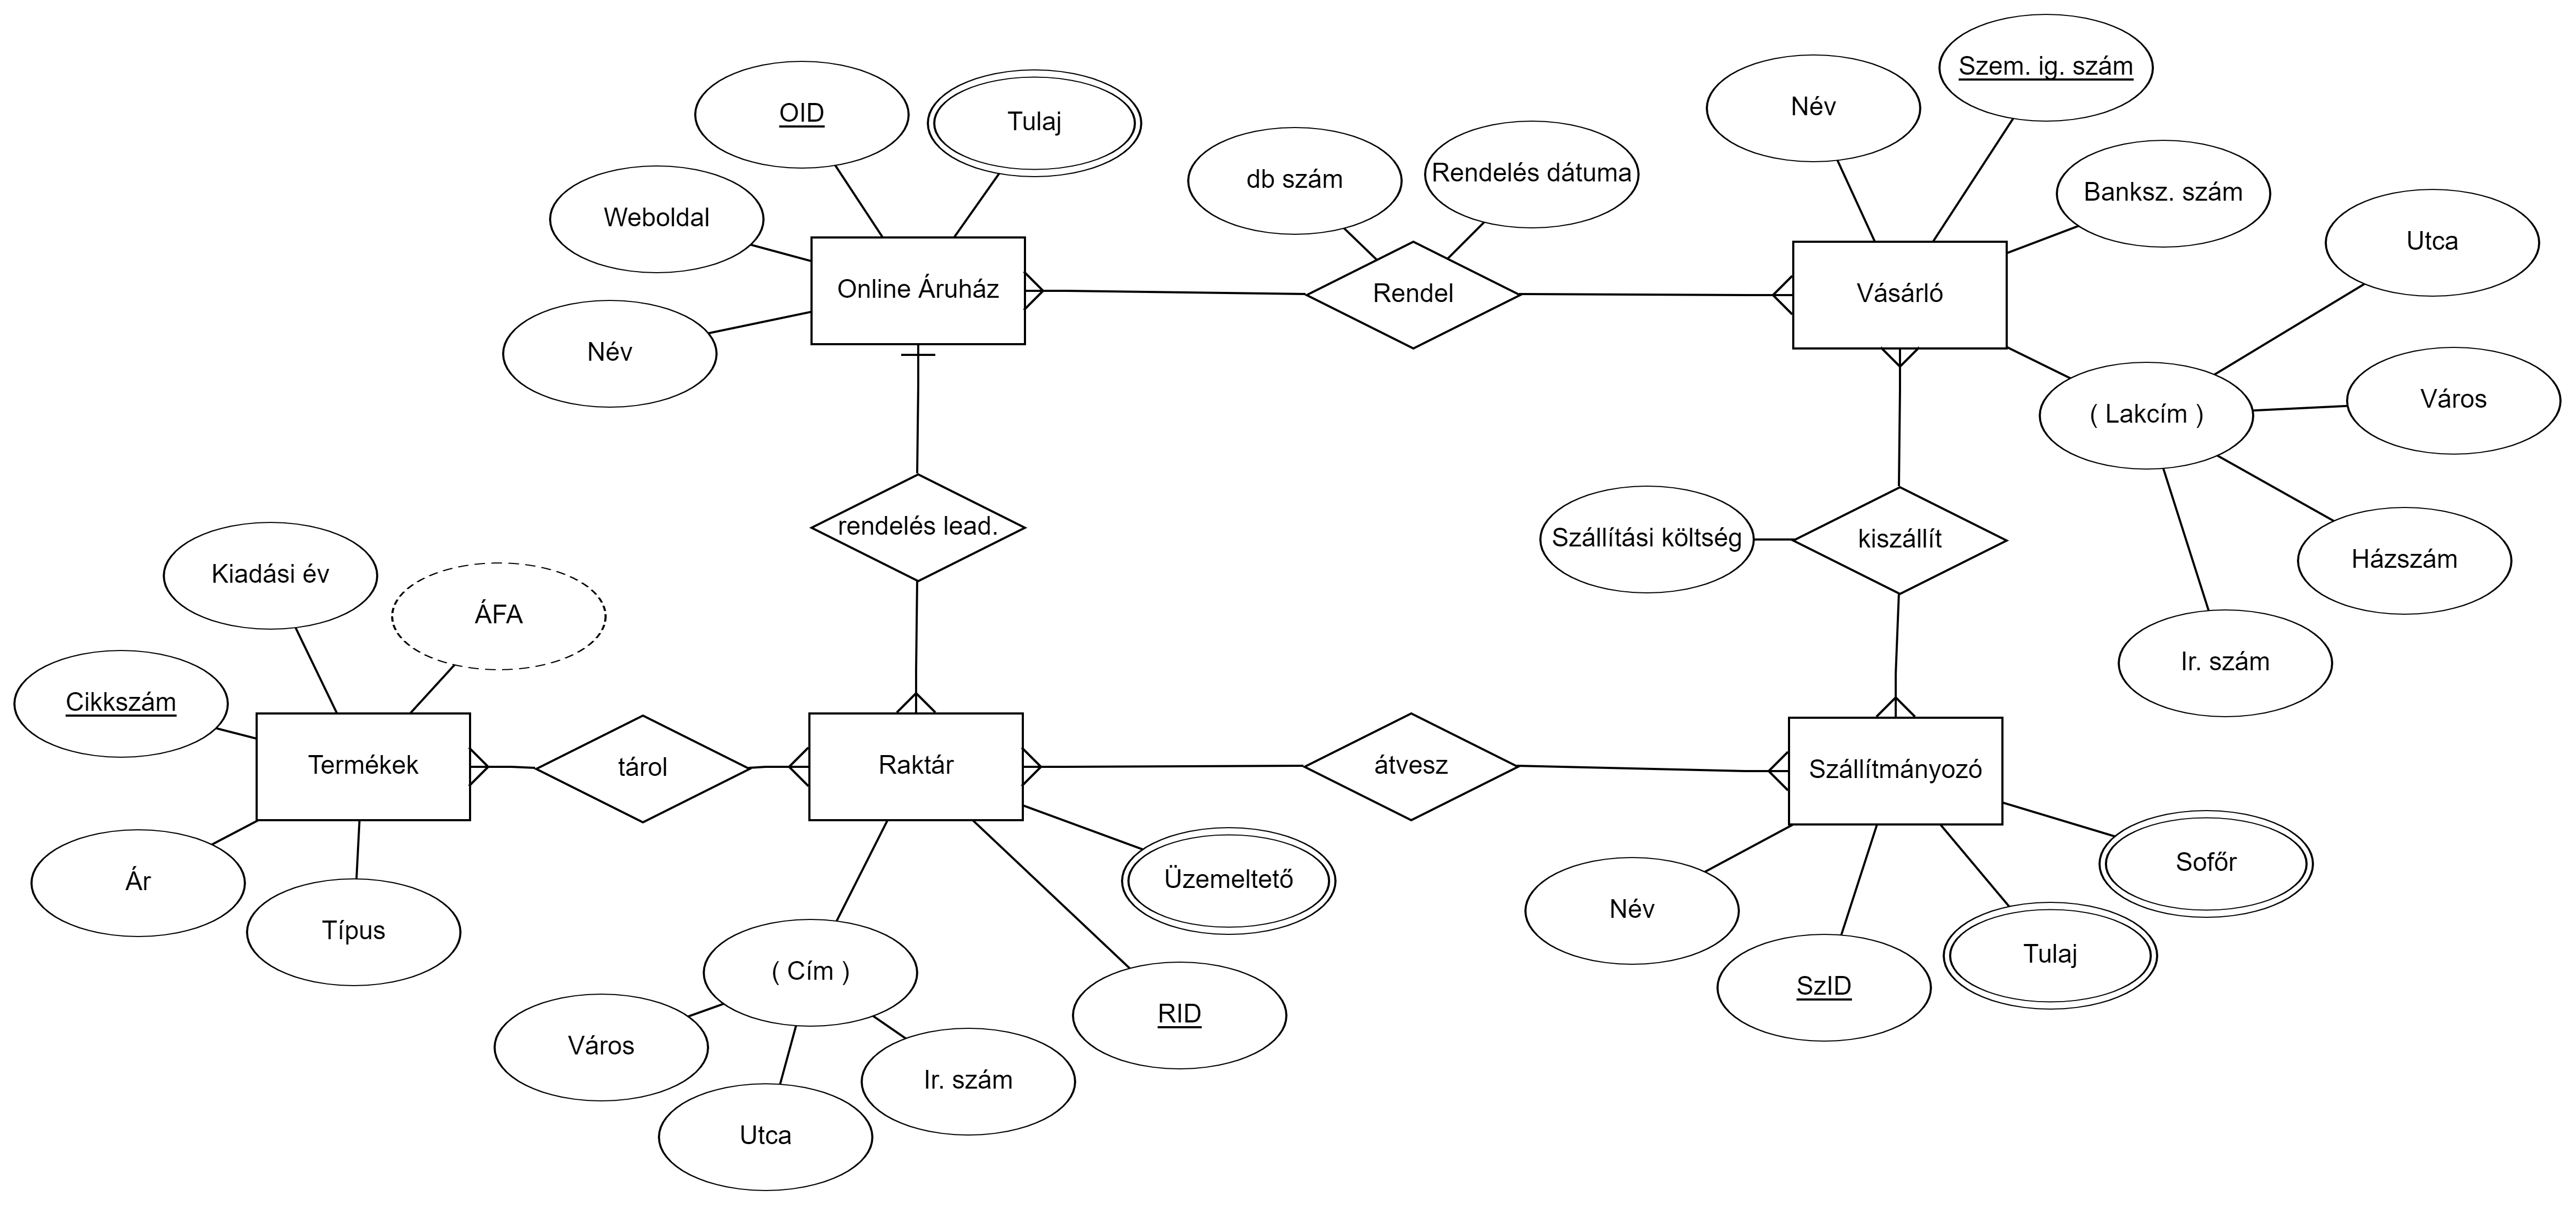 Szem. ig. szám
Név
OID
Tulaj
Rendelés dátuma
db szám
Banksz. szám
Weboldal
Utca
Online Áruház
Rendel
Vásárló
Név
Város
( Lakcím )
rendelés lead.
Szállítási költség
kiszállít
Házszám
Kiadási év
ÁFA
Ir. szám
Cikkszám
Termékek
tárol
Raktár
átvesz
Szállítmányozó
Ár
Üzemeltető
Sofőr
Típus
Név
Tulaj
( Cím )
SzID
RID
Város
Ir. szám
Utca